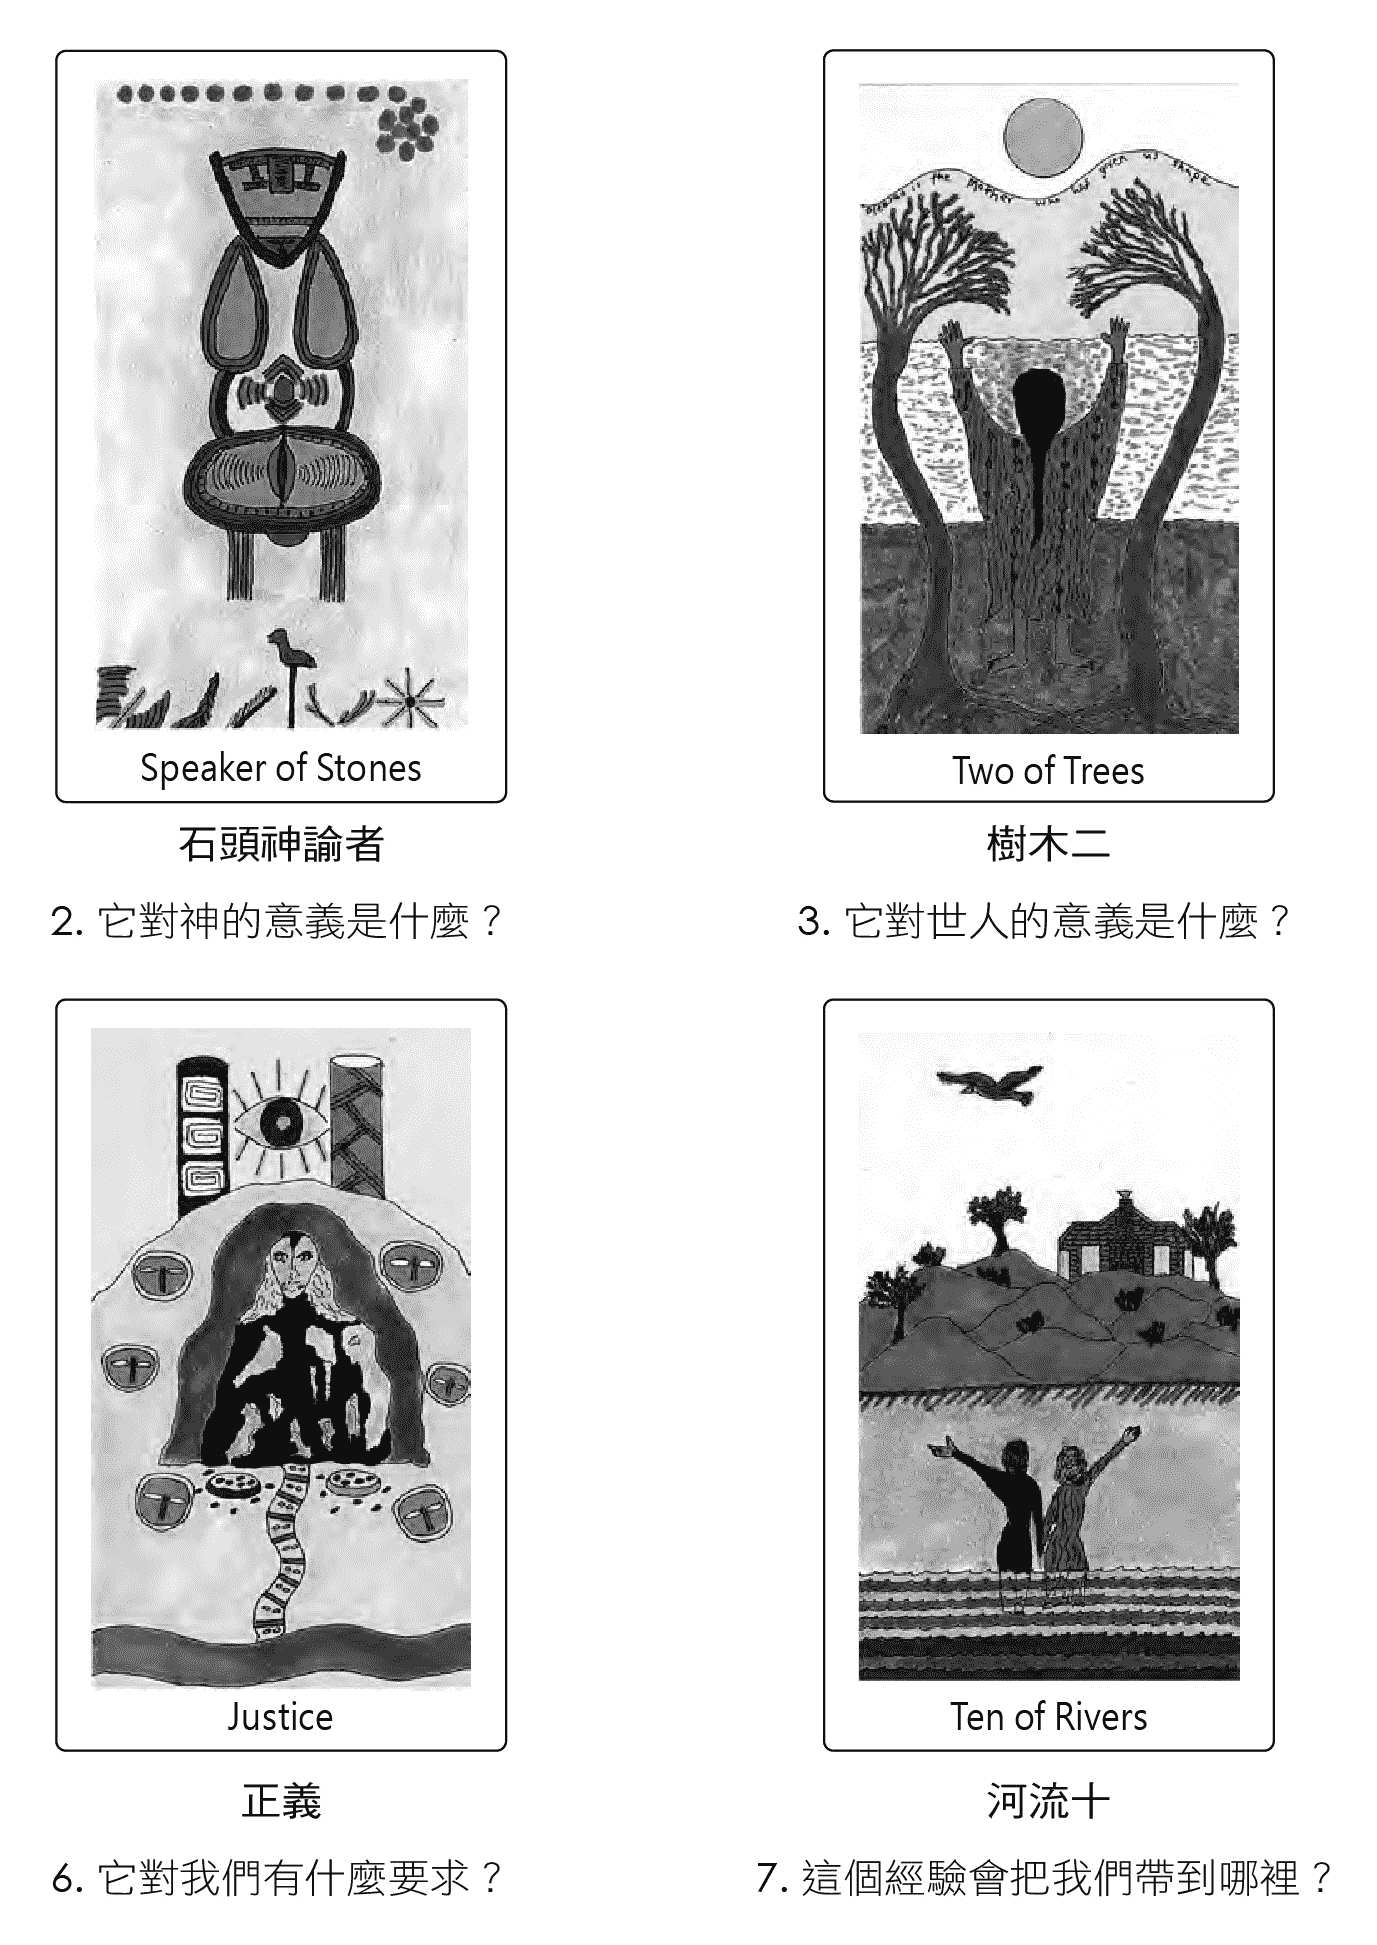 Blessed is the Mother who has given us shape
Speaker of Stones
石頭神諭者
2. 它對神的意義是什麼？
Two of Trees
樹木二
3. 它對世人的意義是什麼？
Justice
正義
6. 它對我們有什麼要求？
Ten of Rivers
河流十
7. 這個經驗會把我們帶到哪裡？